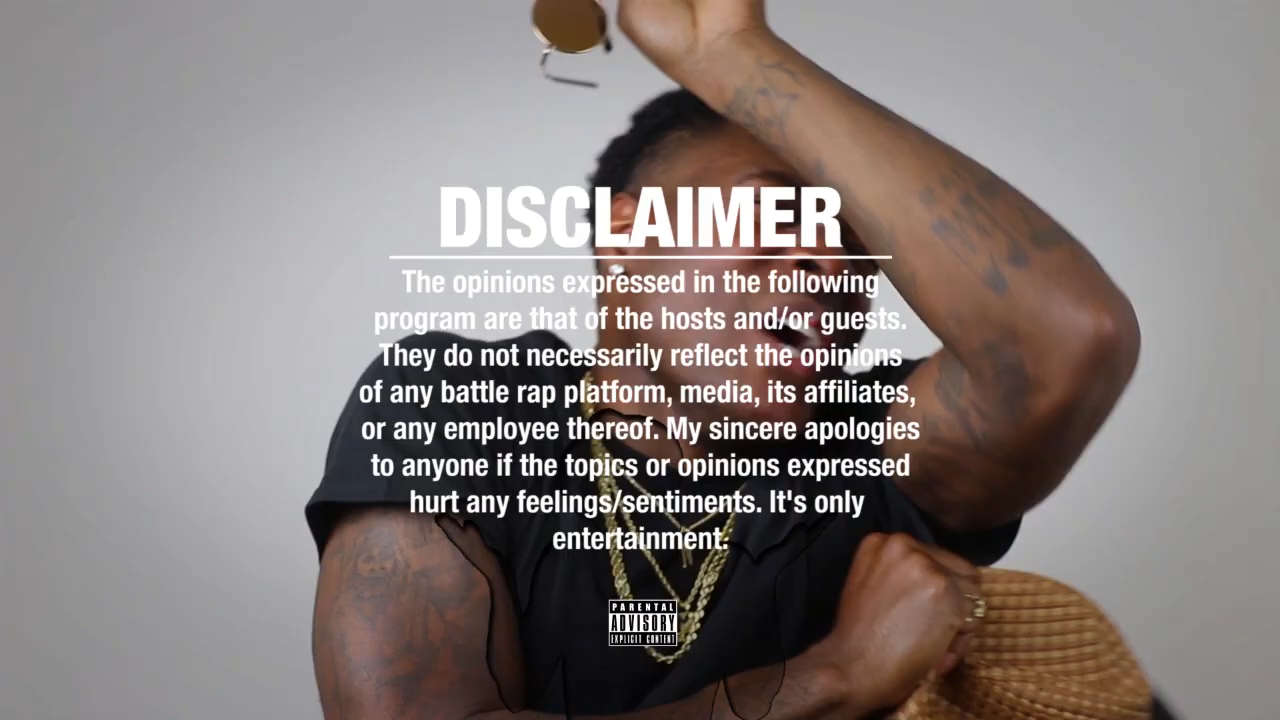 DISCLAIMER
The opinions expressed in the following
program are that of the hosts and/or guests.
They do not necessarily reflect the opinions
of any battle rap platform, media, its affiliates,
or any employee thereof. My sincere apologies
to anyone if the topics or opinions expressed
hurt any feelings/sentiments. It's only
entertainment.
PARENTAL
ADVISORY
EXPLICIT CONTENT